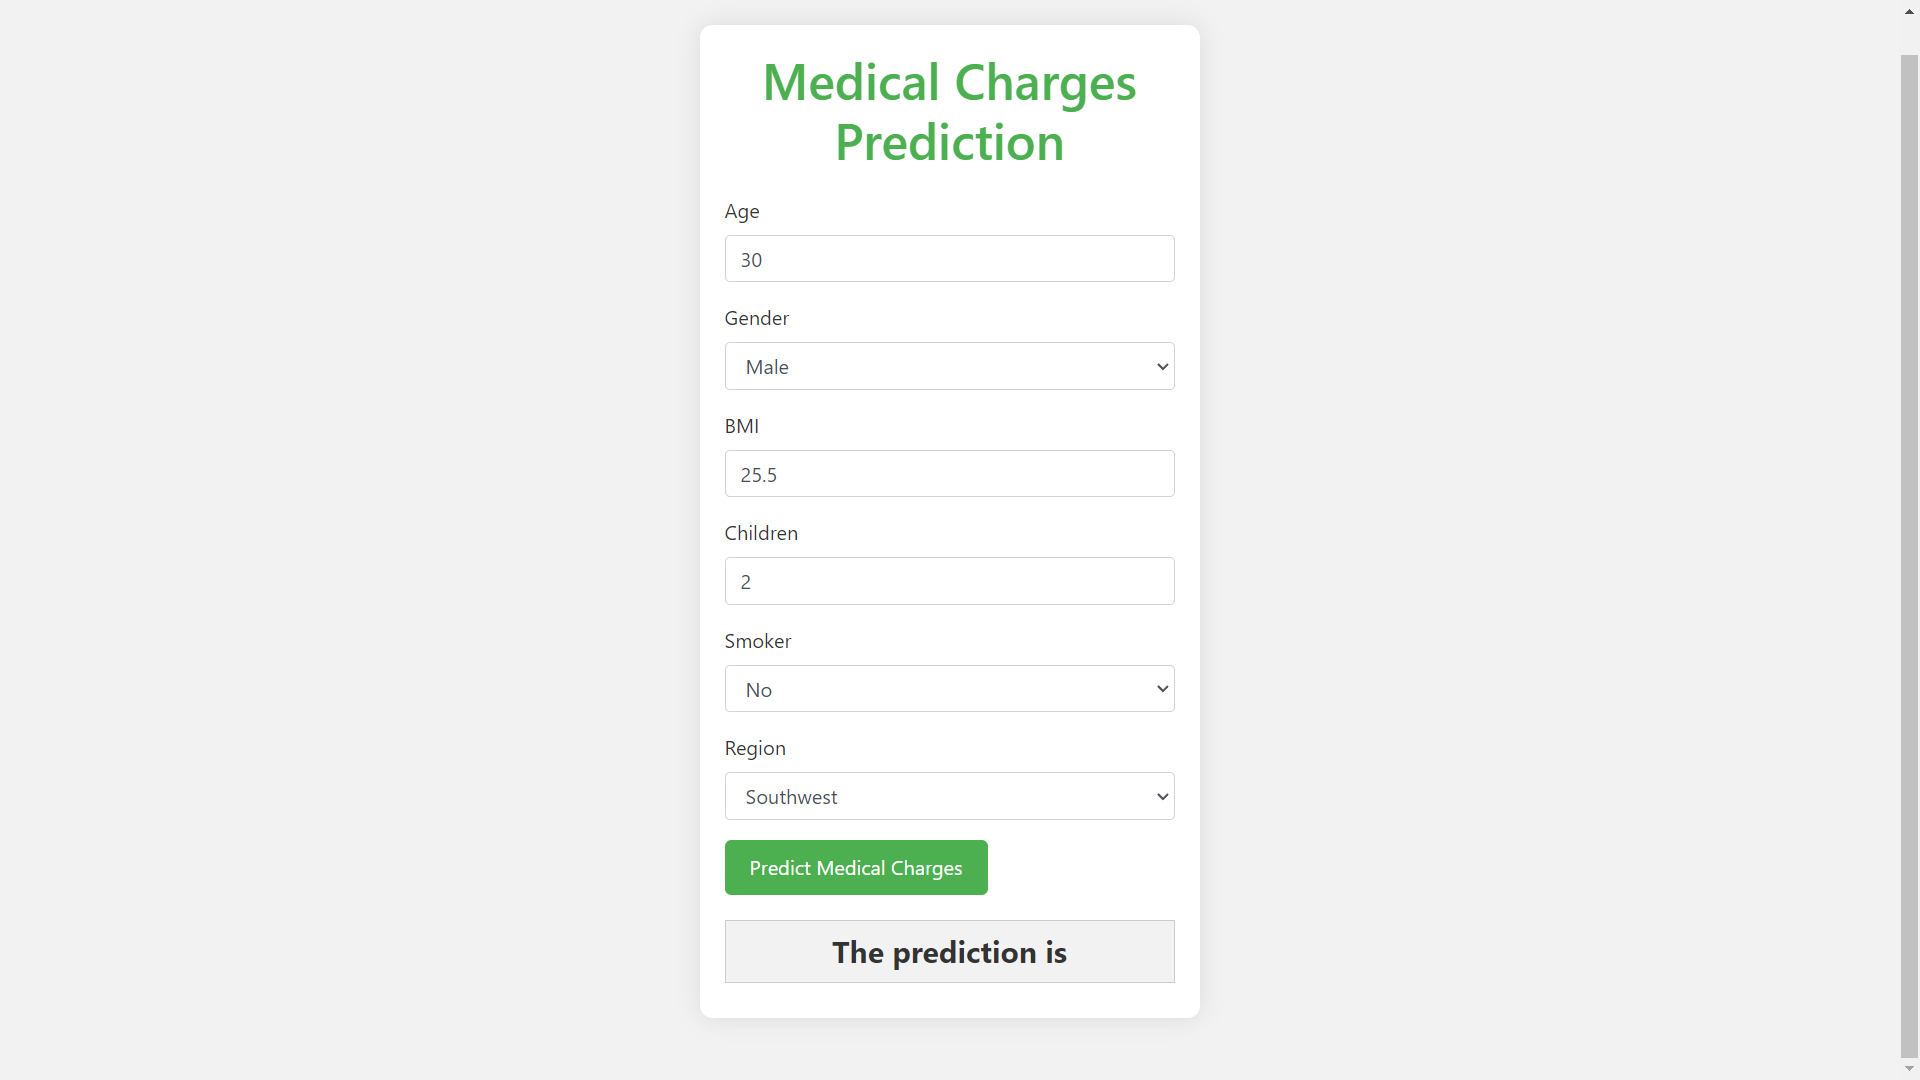 Medical Charges
Prediction
Age
30
Gender
Male
BMI
25.5
Children
2
Smoker
No
Region
Southwest
Predict Medical Charges
The prediction is